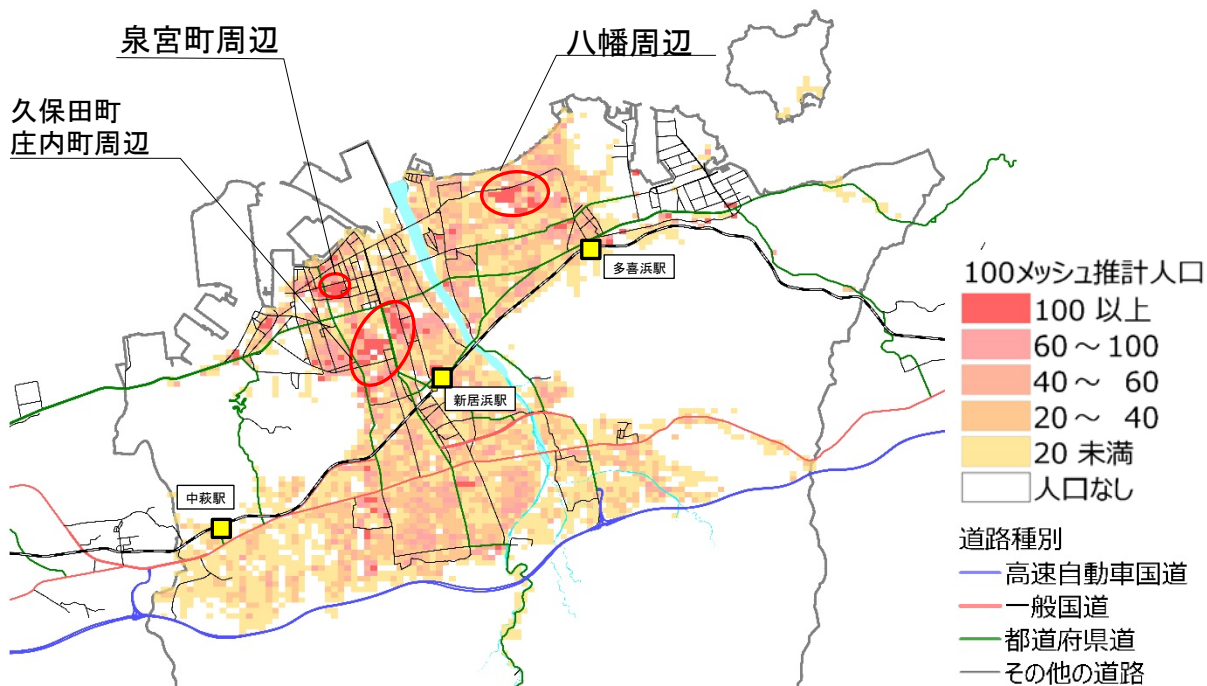 泉宮町周辺
八幡周辺
久保田町
庄内町周辺
多喜浜駅
新居浜駅
中萩駅
100メッシュ推計人口
100 以上
60 ～ 100
40 ～ 60
20 ～ 40
20 未満
人口なし
道路種別
高速自動車国道
一般国道
都道府県道
その他の道路